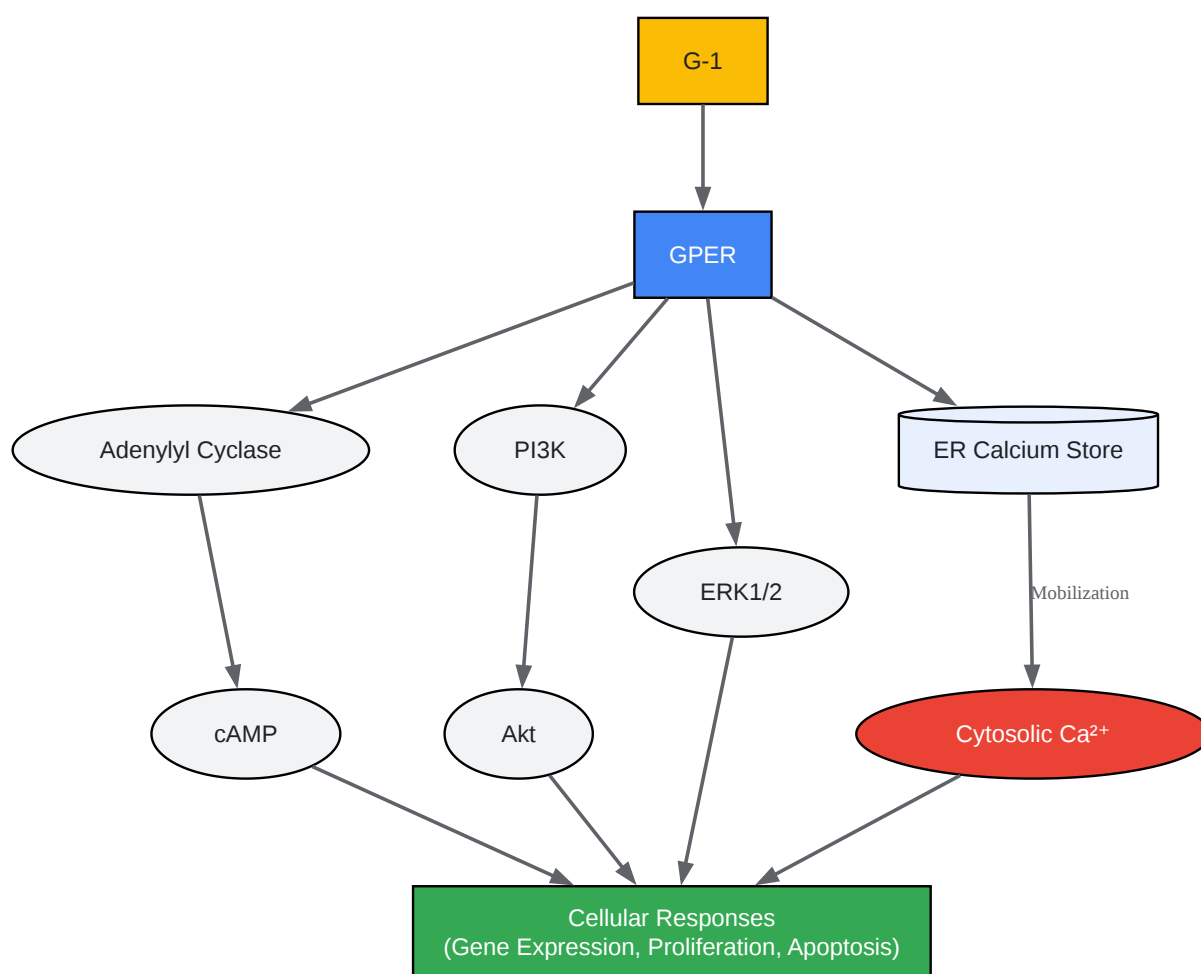 G-1
GPER
Adenylyl Cyclase
PI3K
ER Calcium Store
ERK1/2
Mobilization
cAMP
Akt
Cytosolic Ca²⁺
Cellular Responses
(Gene Expression, Proliferation, Apoptosis)